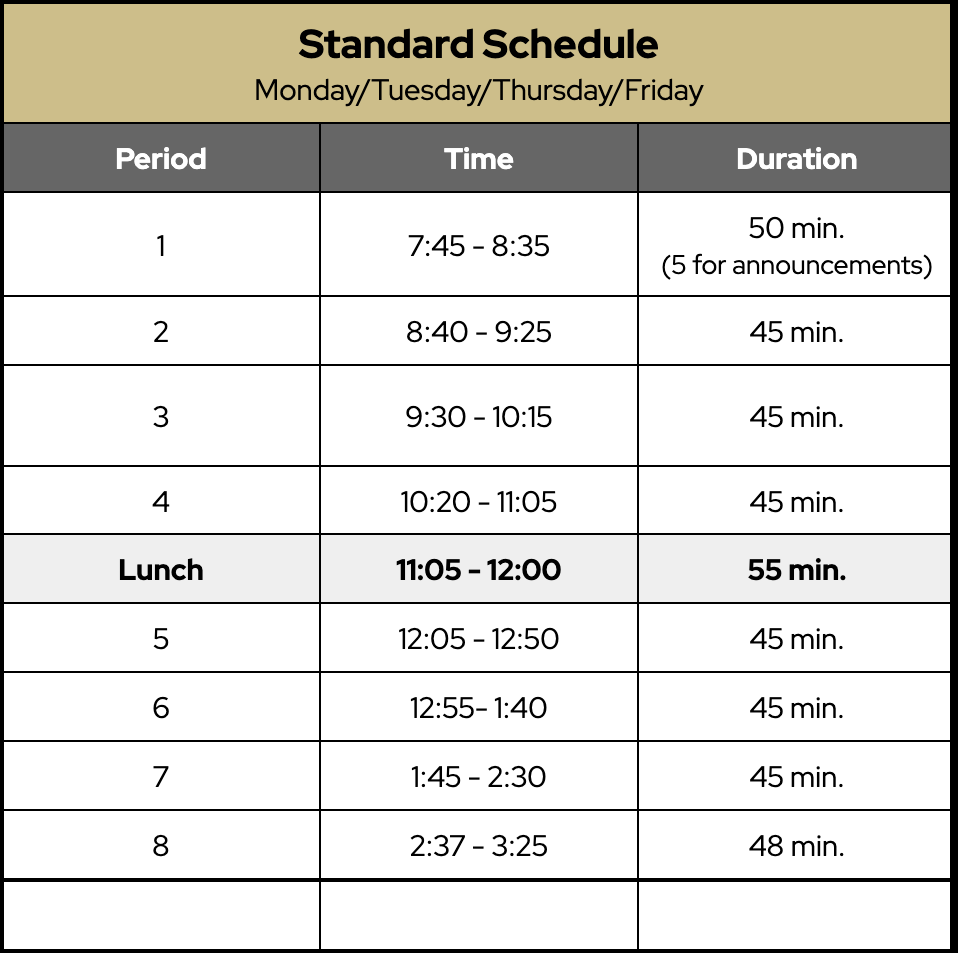 Standard Schedule
Monday/Tuesday/Thursday/Friday
Period Time Duration
1 7:45 - 8:35 50 min.
(5 for announcements)
2 8:40 - 9:25 45 min.
3 9:30 - 10:15 45 min.
4 10:20 - 11:05 45 min.
Lunch 11:05 - 12:00 55 min.
5 12:05 - 12:50 45 min.
6 12:55- 1:40 45 min.
7 1:45 - 2:30 45 min.
8 2:37 - 3:25 48 min.